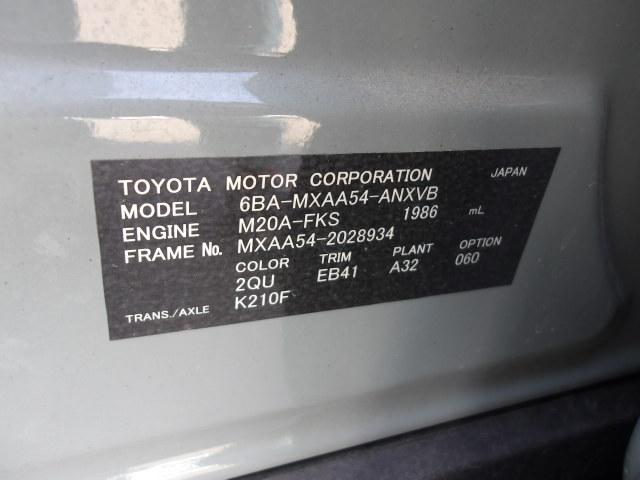 TOYOTA MOTOR CORPORATION JAPAN
MODEL 6BA-MXAA54-ANXVB
ENGINE M20A-FKS 1986 mL
FRAME No. MXAA54-2028934
COLOR TRIM PLANT OPTION
2QU EB41 A32 060
TRANS./AXLE K210F